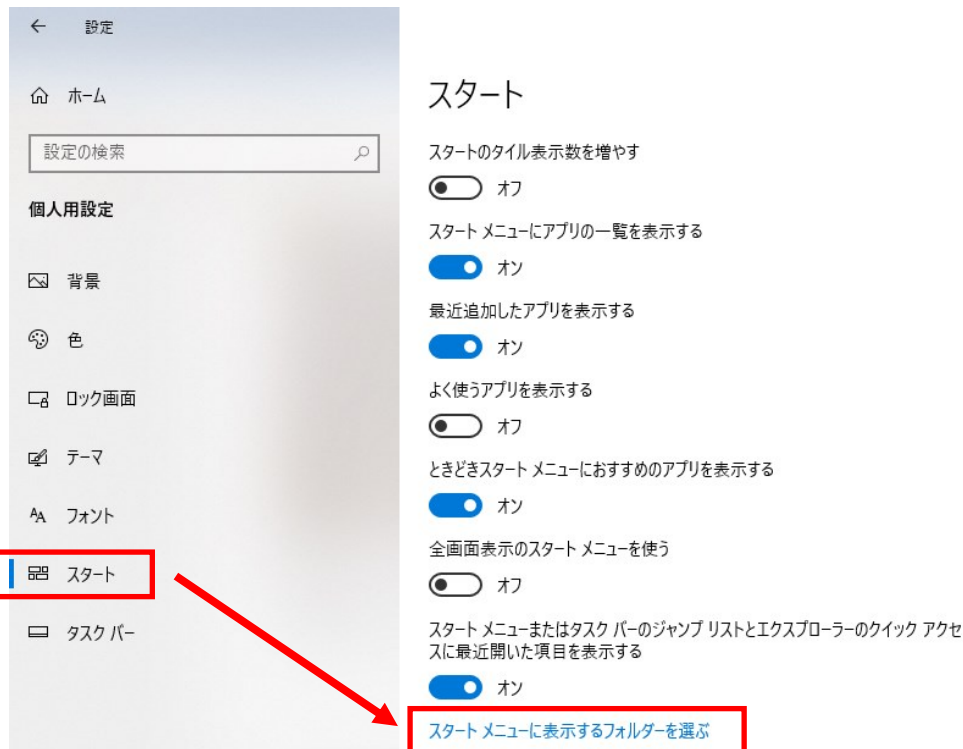 設定
ホーム
設定の検索
個人用設定
背景
色
ロック画面
テーマ
フォント
スタート
タスク バー
スタート
スタートのタイル表示数を増やす
オフ
スタート メニューにアプリの一覧を表示する
オン
最近追加したアプリを表示する
オン
よく使うアプリを表示する
オフ
ときどきスタート メニューにおすすめのアプリを表示する
オン
全画面表示のスタート メニューを使う
オフ
スタート メニューまたはタスク バーのジャンプ リストとエクスプローラーのクイック アクセ
スに最近開いた項目を表示する
オン
スタート メニューに表示するフォルダーを選ぶ